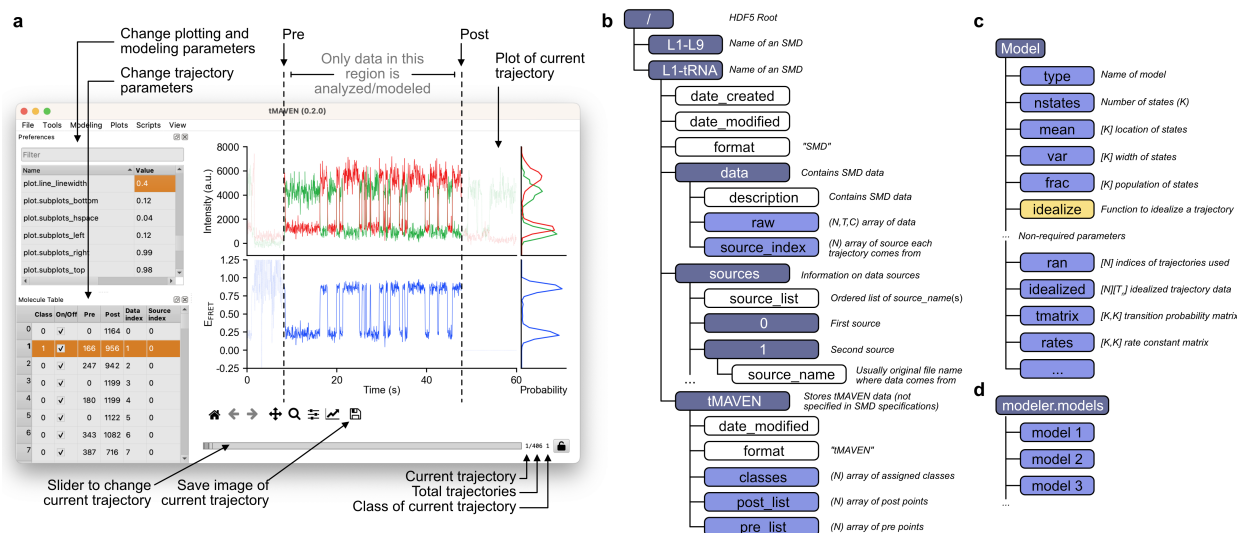 a
Change plotting and
modeling parameters
Change trajectory
parameters
Pre
Post
Only data in this
region is
analyzed/modeled
Plot of current
trajectory
tMAVEN (0.2.0)
File Tools Modeling Plots Scripts View
Preferences
Filter
Name Value
plot.line_linewidth 0.4
plot.subplots_bottom 0.12
plot.subplots_hspace 0.04
plot.subplots_left 0.12
plot.subplots_right 0.99
plot.subplots_top 0.98
Molecule Table
Class On/Off Pre Post Data index Source index
0 0 0 1164 0 0
1 1 166 956 1 0
2 0 247 942 2 0
3 0 0 1199 3 0
4 0 180 1199 4 0
5 0 0 1122 5 0
6 0 343 1082 6 0
7 0 387 716 7 0
Intensity (a.u.)
8000
6000
4000
2000
0
E_FRET
1.25
1.00
0.75
0.50
0.25
0.00
-0.25
0 20 40 60
Time (s)
Probability
1/406 1
Slider to change
current trajectory
Save image of
current trajectory
Current trajectory
Total trajectories
Class of current trajectory
b
/ HDF5 Root
L1-L9 Name of an SMD
L1-tRNA Name of an SMD
date_created
date_modified
format "SMD"
data Contains SMD data
description Contains SMD data
raw (N,T,C) array of data
source_index (N) array of source each
trajectory comes from
sources Information on data sources
source_list Ordered list of source_name(s)
0 First source
1 Second source
source_name Usually original file name
where data comes from
...
tMAVEN Stores tMAVEN data (not
specified in SMD specifications)
date_modified
format "tMAVEN"
classes (N) array of assigned classes
post_list (N) array of post points
pre_list (N) array of pre points
c
Model
type Name of model
nstates Number of states (K)
mean [K] location of states
var [K] width of states
frac [K] population of states
idealize Function to idealize a trajectory
... Non-required parameters
ran [N] indices of trajectories used
idealized [N][T_n] idealized trajectory data
tmatrix [K,K] transition probability matrix
rates [K,K] rate constant matrix
...
d
modeler.models
model 1
model 2
model 3
...